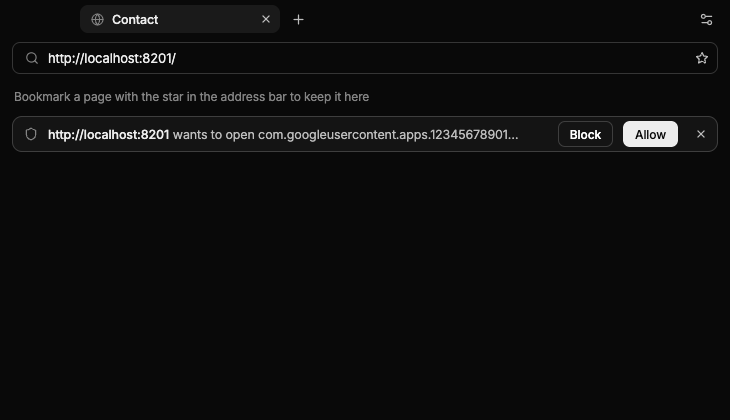 Contact
http://localhost:8201/
Bookmark a page with the star in the address bar to keep it here
http://localhost:8201 wants to open com.googleusercontent.apps.12345678901... Block Allow